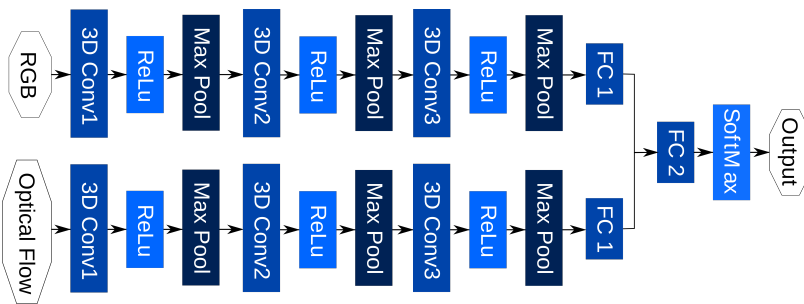 RGB
3D Conv1
ReLu
Max Pool
3D Conv2
ReLu
Max Pool
3D Conv3
ReLu
Max Pool
FC 1
Optical Flow
3D Conv1
ReLu
Max Pool
3D Conv2
ReLu
Max Pool
3D Conv3
ReLu
Max Pool
FC 1
FC 2
SoftMax
Output